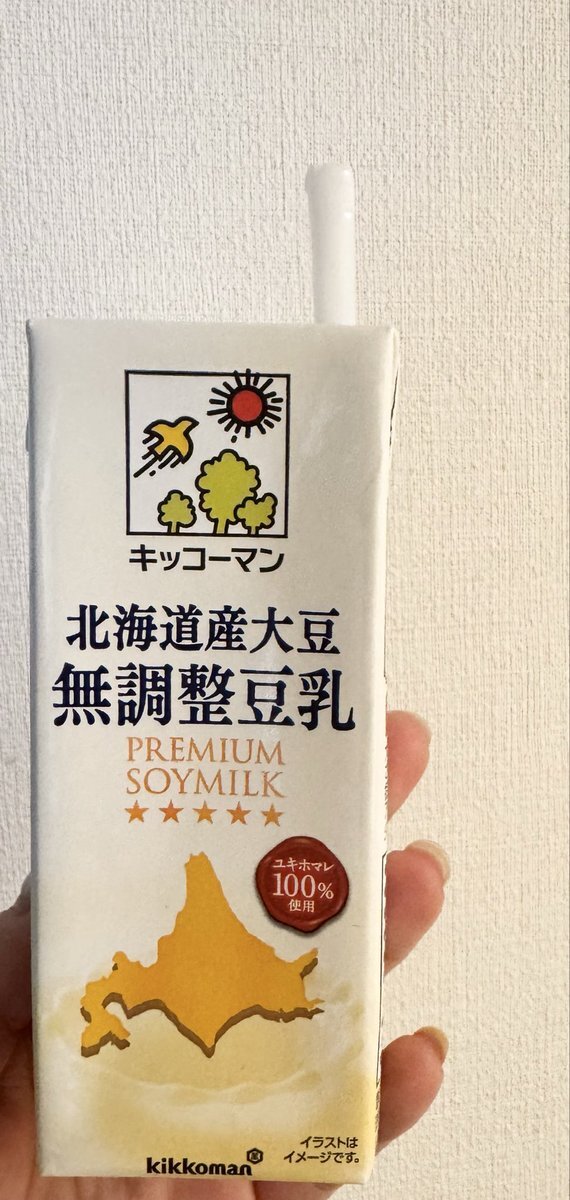 キッコーマン
北海道産大豆
無調整豆乳
PREMIUM
SOYMILK
ユキホマレ
100%
使用
イラストは
イメージです。
kikkoman